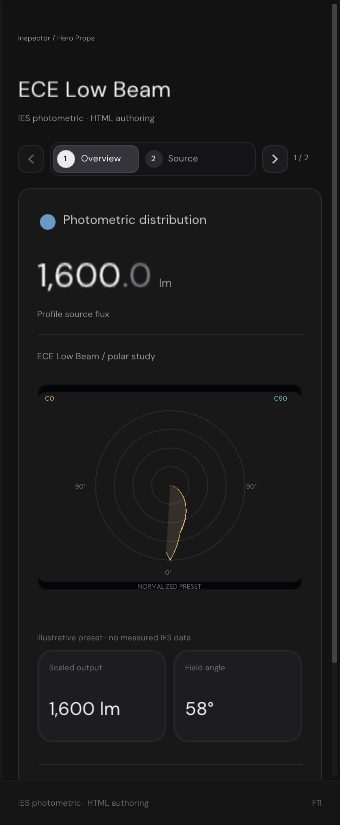 Inspector / Hero Props
ECE Low Beam
IES photometric · HTML authoring
1 Overview 2 Source 1 / 2
Photometric distribution
1,600.0 lm
Profile source flux
ECE Low Beam / polar study
C0 C90
90° 90°
0°
NORMALIZED PRESET
Illustrative preset · no measured IES data
Scaled output Field angle
1,600 lm 58°
IES photometric · HTML authoring F11